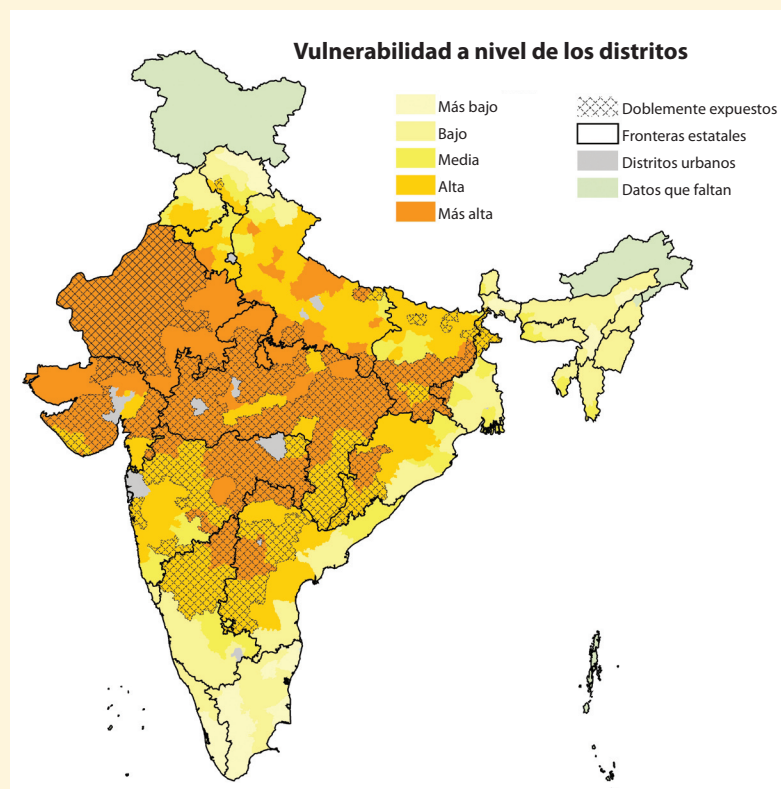 Vulnerabilidad a nivel de los distritos
Más bajo
Bajo
Media
Alta
Más alta
Doblemente expuestos
Fronteras estatales
Distritos urbanos
Datos que faltan